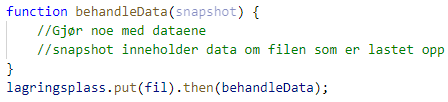 function behandleData(snapshot) {
//Gjør noe med dataene
//snapshot inneholder data om filen som er lastet opp
}
lagringsplass.put(fil).then(behandleData);